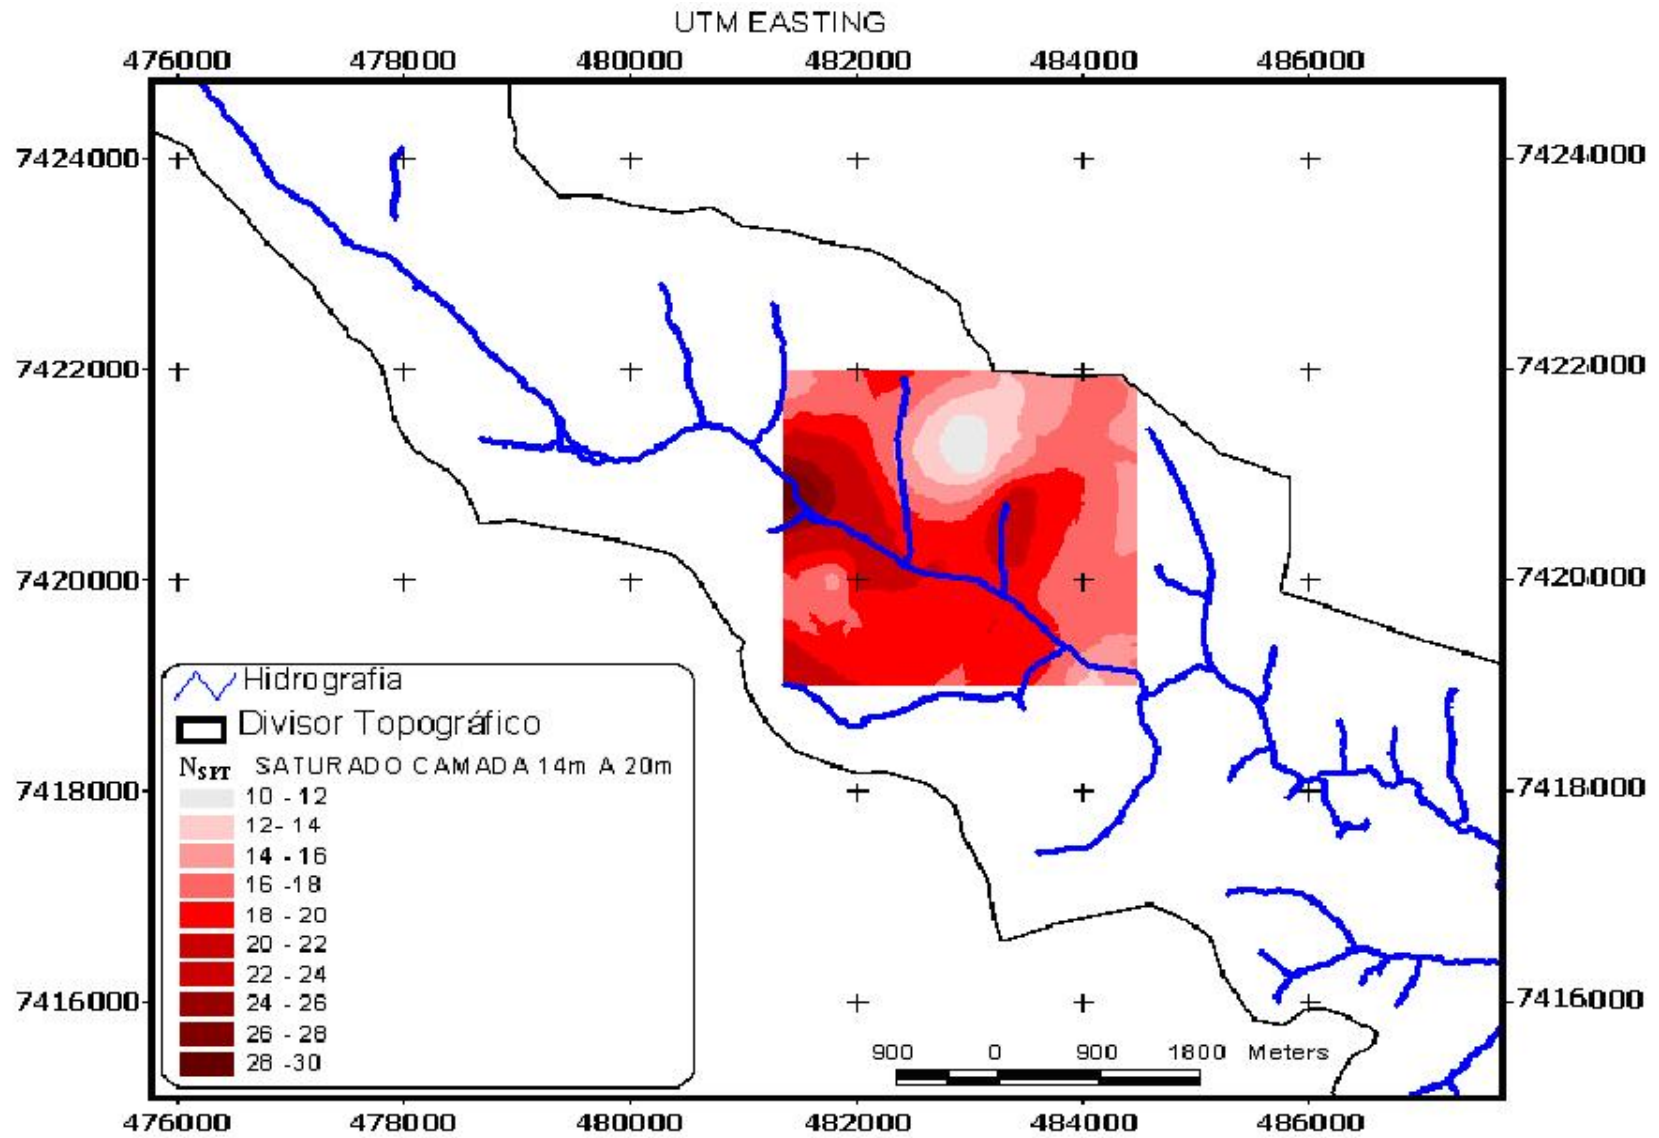 UTM EASTING
476000 478000 480000 482000 484000 486000
7424000 7424000
7422000 7422000
7420000 7420000
7418000 7418000
7416000 7416000
Hidrografia
Divisor Topográfico
NSPT SATURADO CAMADA 14m A 20m
10 - 12
12- 14
14 - 16
16 -18
18 - 20
20 - 22
22 - 24
24 - 26
26 - 28
28 -30
900 0 900 1800 Meters
476000 478000 480000 482000 484000 486000